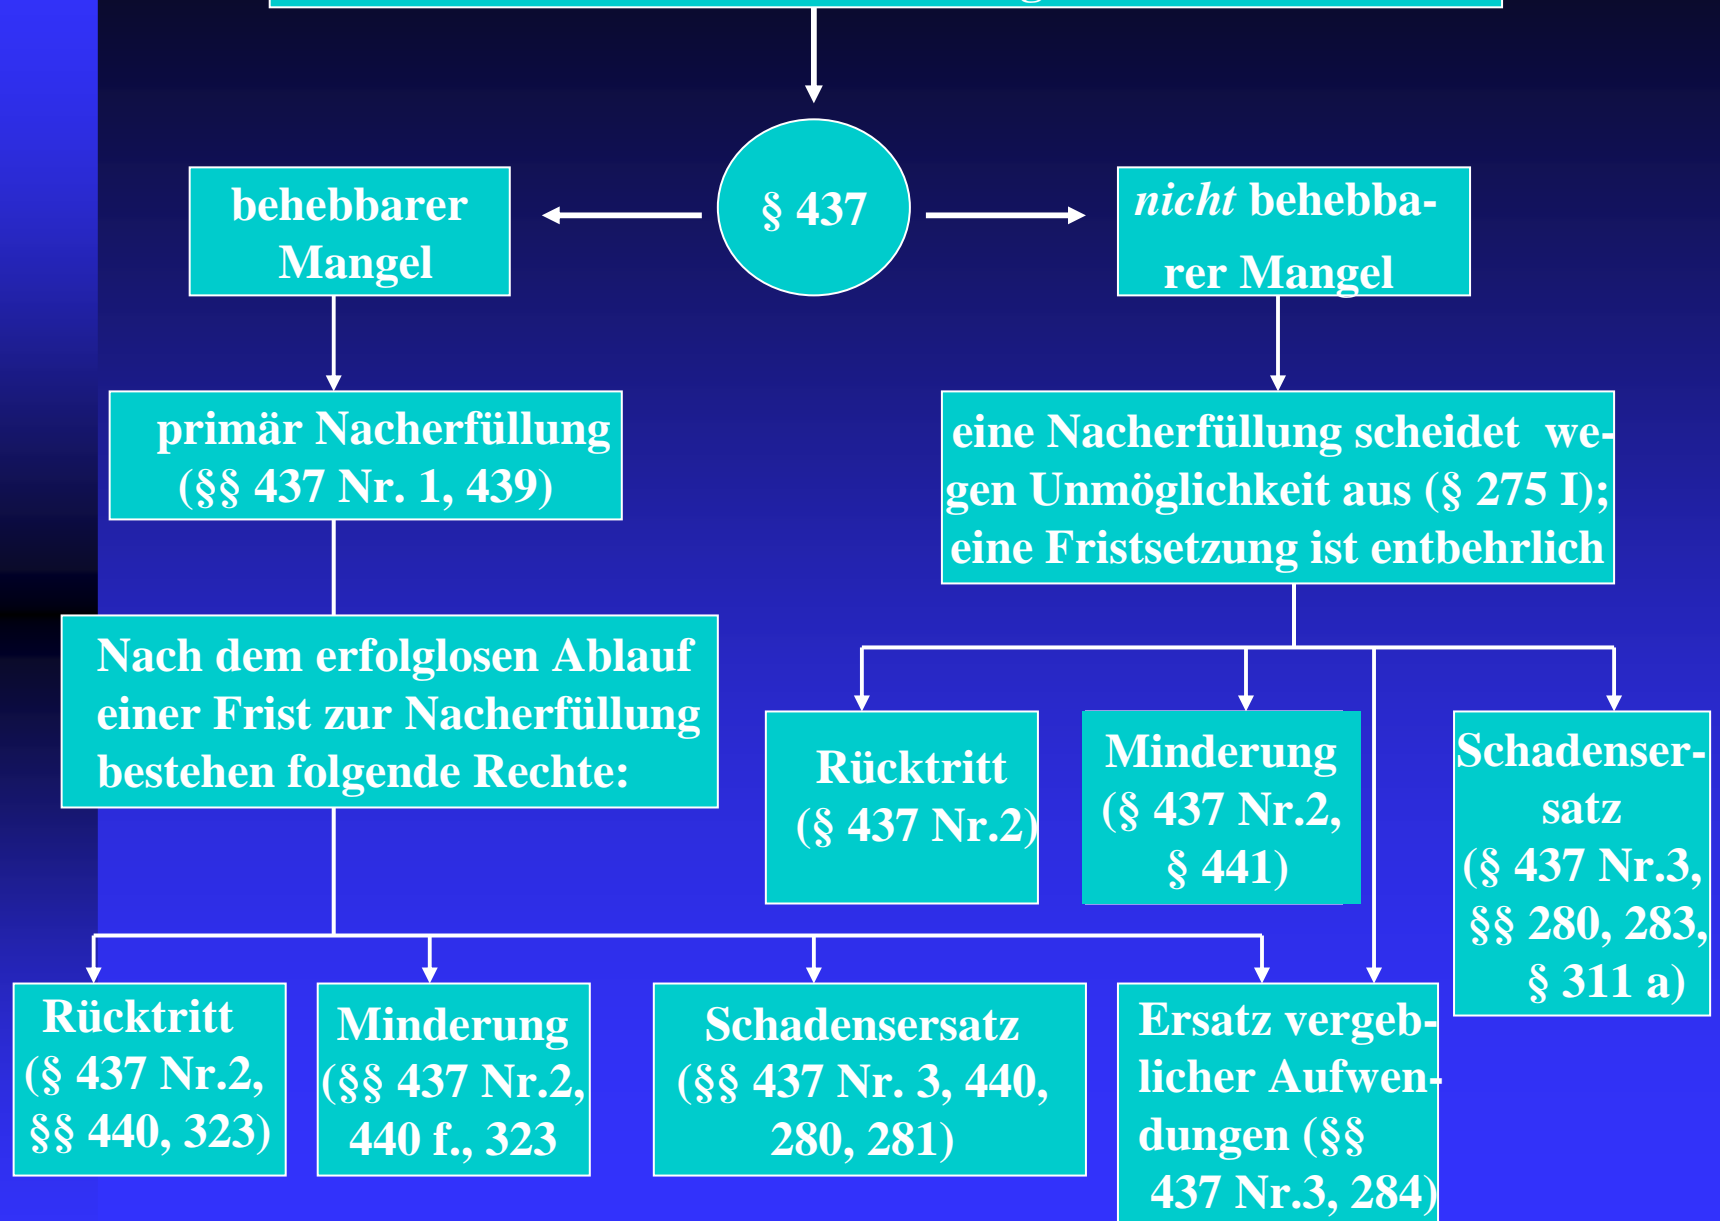 § 437
behebbarer
Mangel
nicht behebba-
rer Mangel
primär Nacherfüllung
(§§ 437 Nr. 1, 439)
eine Nacherfüllung scheidet we-
gen Unmöglichkeit aus (§ 275 I);
eine Fristsetzung ist entbehrlich
Nach dem erfolglosen Ablauf
einer Frist zur Nacherfüllung
bestehen folgende Rechte:
Rücktritt
(§ 437 Nr.2)
Minderung
(§ 437 Nr.2,
§ 441)
Schadenser-
satz
(§ 437 Nr.3,
§§ 280, 283,
§ 311 a)
Rücktritt
(§ 437 Nr.2,
§§ 440, 323)
Minderung
(§§ 437 Nr.2,
440 f., 323
Schadensersatz
(§§ 437 Nr. 3, 440,
280, 281)
Ersatz vergeb-
licher Aufwen-
dungen (§§
437 Nr.3, 284)